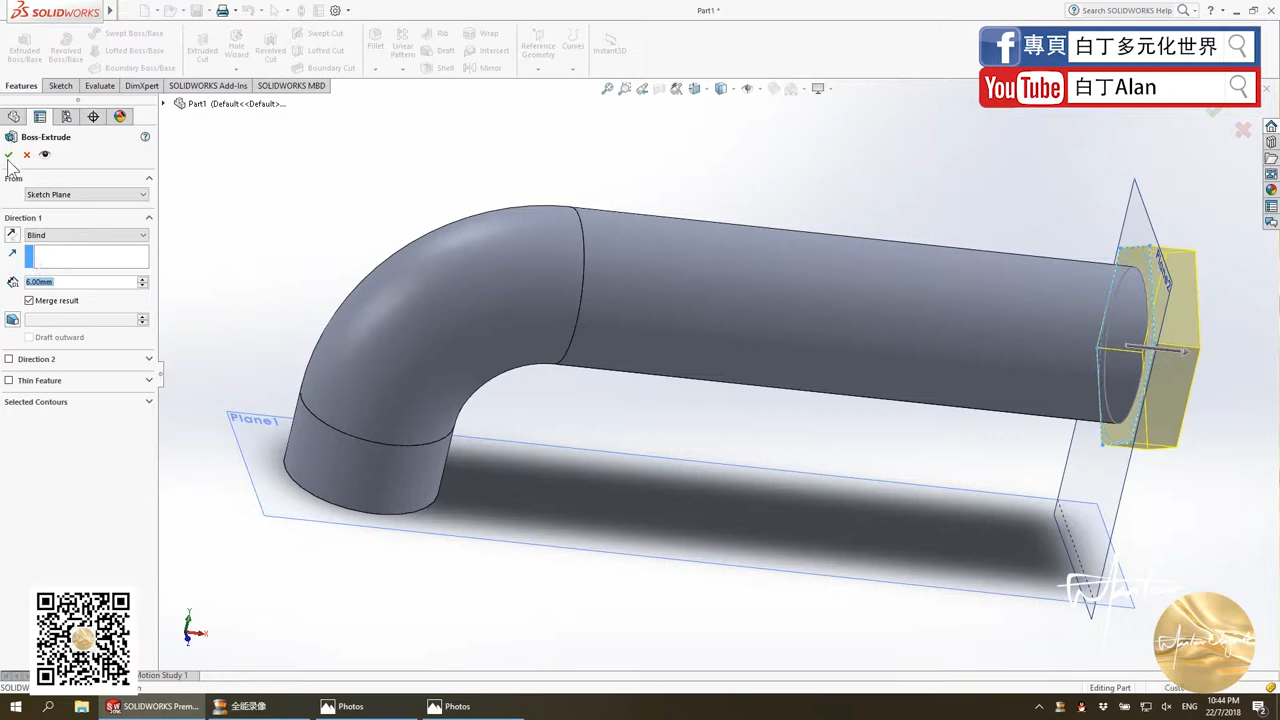 SOLIDWORKS
Part1 *
Search SOLIDWORKS Help
Extruded Boss/Base
Revolved Boss/Base
Swept Boss/Base
Lofted Boss/Base
Boundary Boss/Base
Extruded Cut
Hole Wizard
Revolved Cut
Swept Cut
Lofted Cut
Boundary Cut
Fillet
Linear Pattern
Rib
Draft
Shell
Wrap
Intersect
Mirror
Reference Geometry
Curves
Instant3D
f 專頁 白丁多元化世界
YouTube 白丁Alan
Features
Sketch
Evaluate
DimXpert
SOLIDWORKS Add-Ins
SOLIDWORKS MBD
Part1 (Default<<Default>...
Boss-Extrude
From
Sketch Plane
Direction 1
Blind
6.00mm
Merge result
Draft outward
Direction 2
Thin Feature
Selected Contours
Plane1
Motion Study 1
SOLIDW
Editing Part
SOLIDWORKS Prem...
全能录像
Photos
Photos
ENG
10:44 PM
22/7/2018